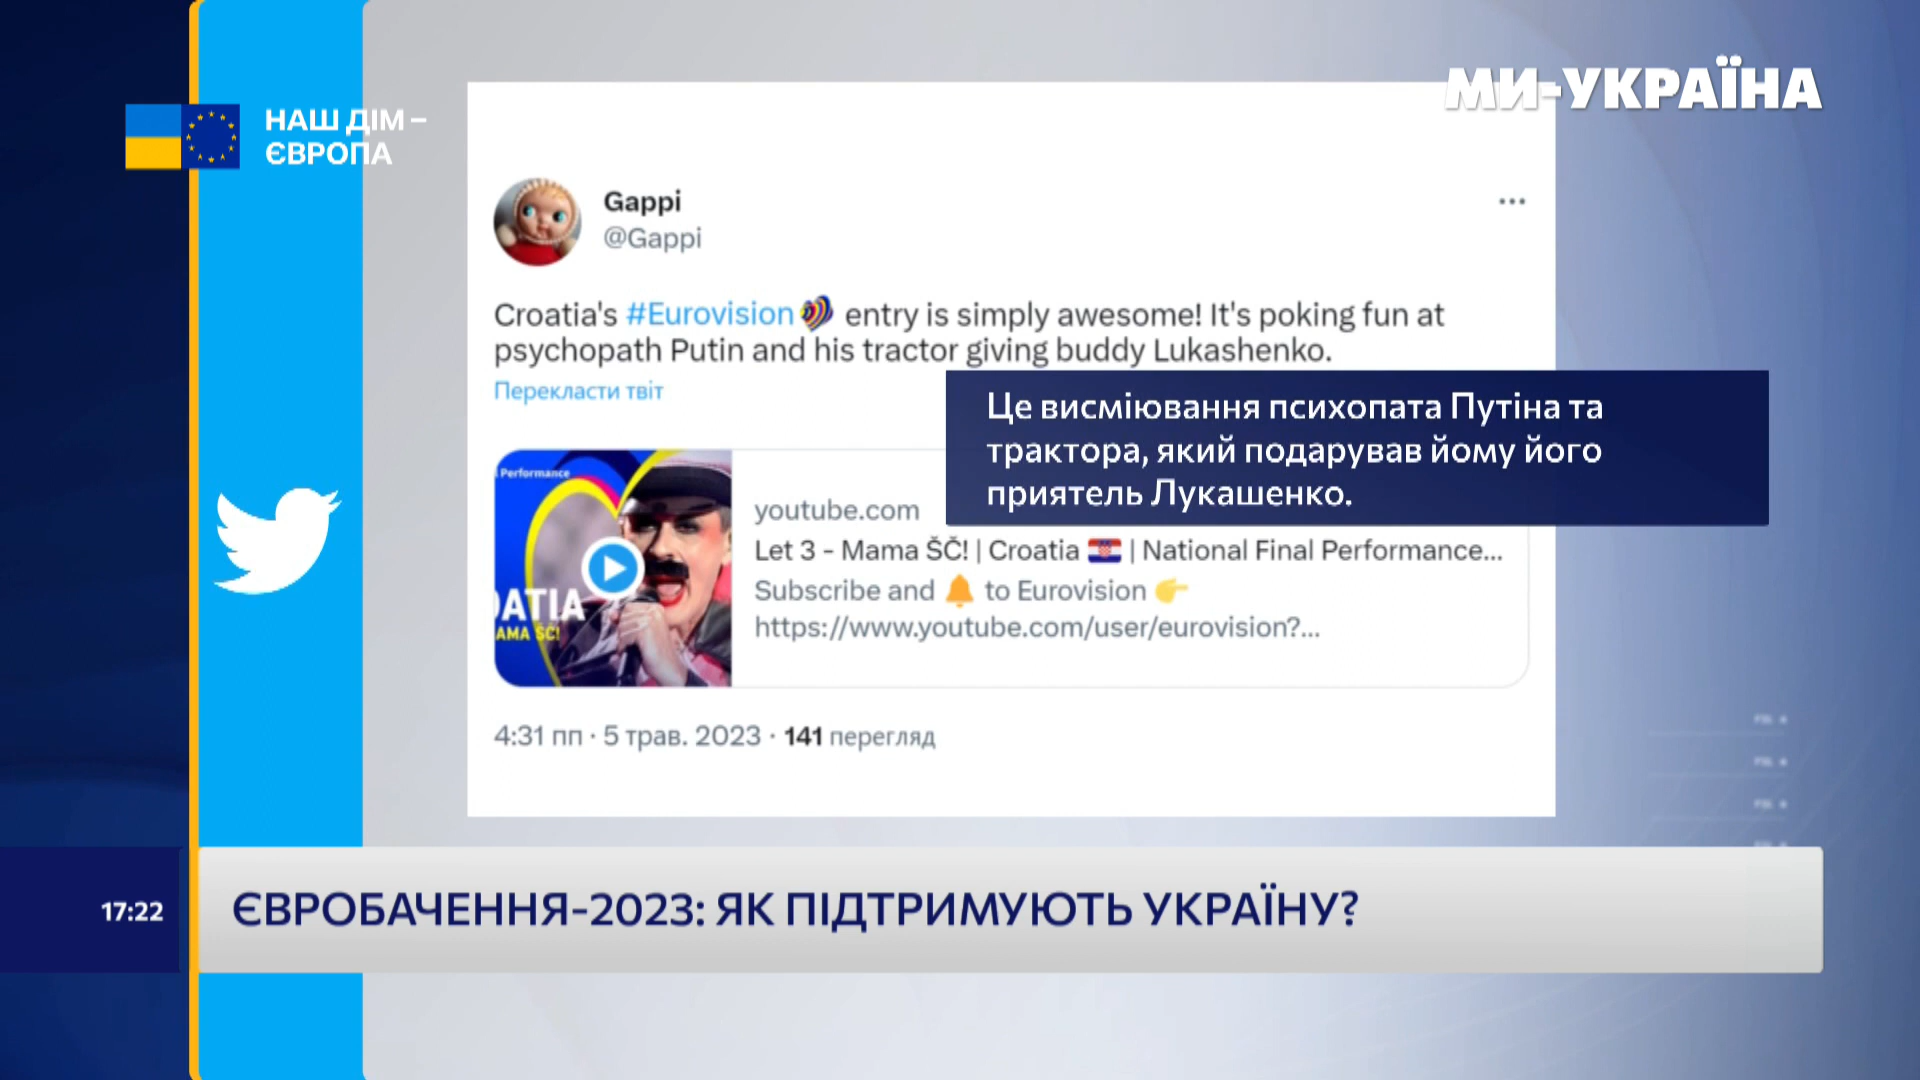 МИ-УКРАЇНА
НАШ ДІМ –
ЄВРОПА
Gappi
@Gappi
Croatia's #Eurovision entry is simply awesome! It's poking fun at
psychopath Putin and his tractor giving buddy Lukashenko.
Перекласти твіт
Це висміювання психопата Путіна та
трактора, який подарував йому його
приятель Лукашенко.
Performance
OATIA
AMA ŠČ!
youtube.com
Let 3 - Mama ŠČ! | Croatia | National Final Performance...
Subscribe and to Eurovision
https://www.youtube.com/user/eurovision?...
4:31 пп · 5 трав. 2023 · 141 перегляд
17:22
ЄВРОБАЧЕННЯ-2023: ЯК ПІДТРИМУЮТЬ УКРАЇНУ?